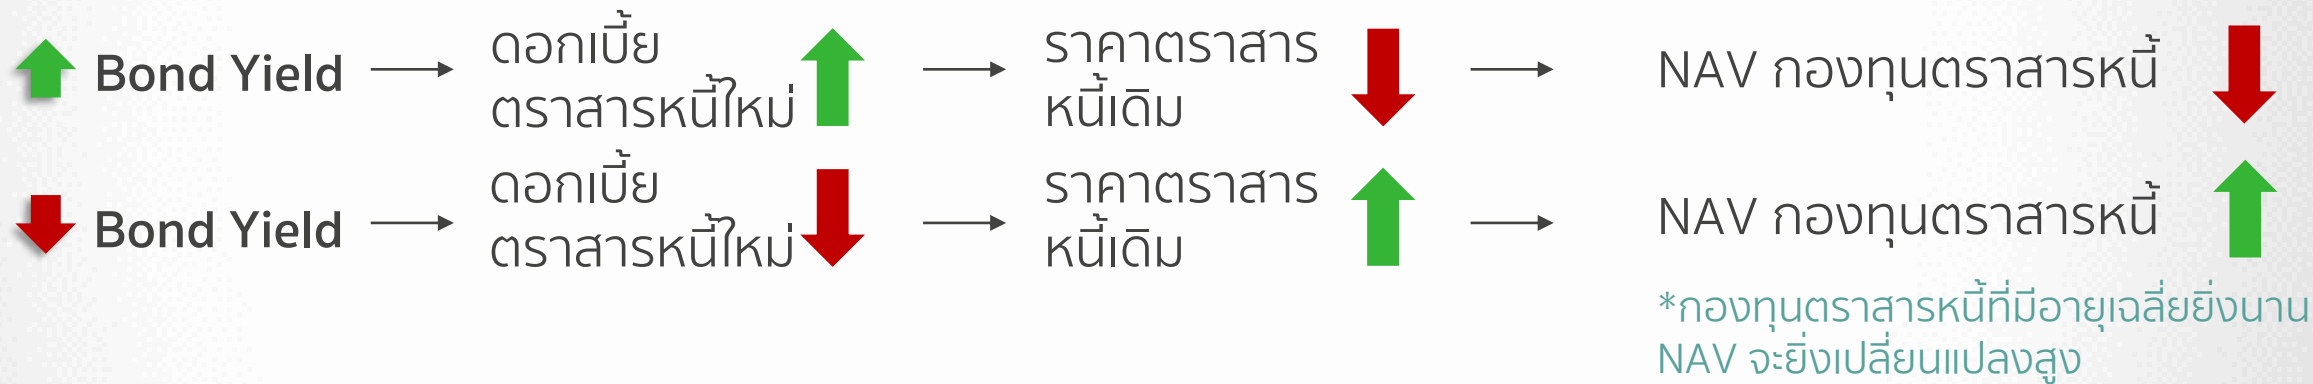 Bond Yield
ดอกเบี้ย
ตราสารหนี้ใหม่
ราคาตราสาร
หนี้เดิม
NAV กองทุนตราสารหนี้
Bond Yield
ดอกเบี้ย
ตราสารหนี้ใหม่
ราคาตราสาร
หนี้เดิม
NAV กองทุนตราสารหนี้
*กองทุนตราสารหนี้ที่มีอายุเฉลี่ยยิ่งนาน
NAV จะยิ่งเปลี่ยนแปลงสูง